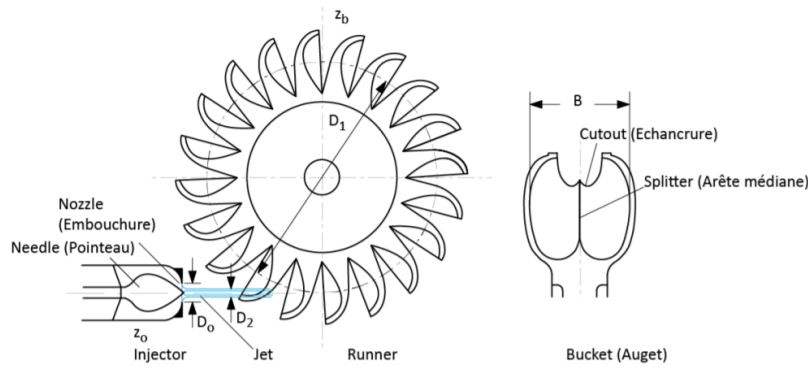 z_b
D_1
B
Cutout (Echancrure)
Splitter (Arête médiane)
Nozzle
(Embouchure)
Needle (Pointeau)
D_o
D_2
z_o
Injector
Jet
Runner
Bucket (Auget)